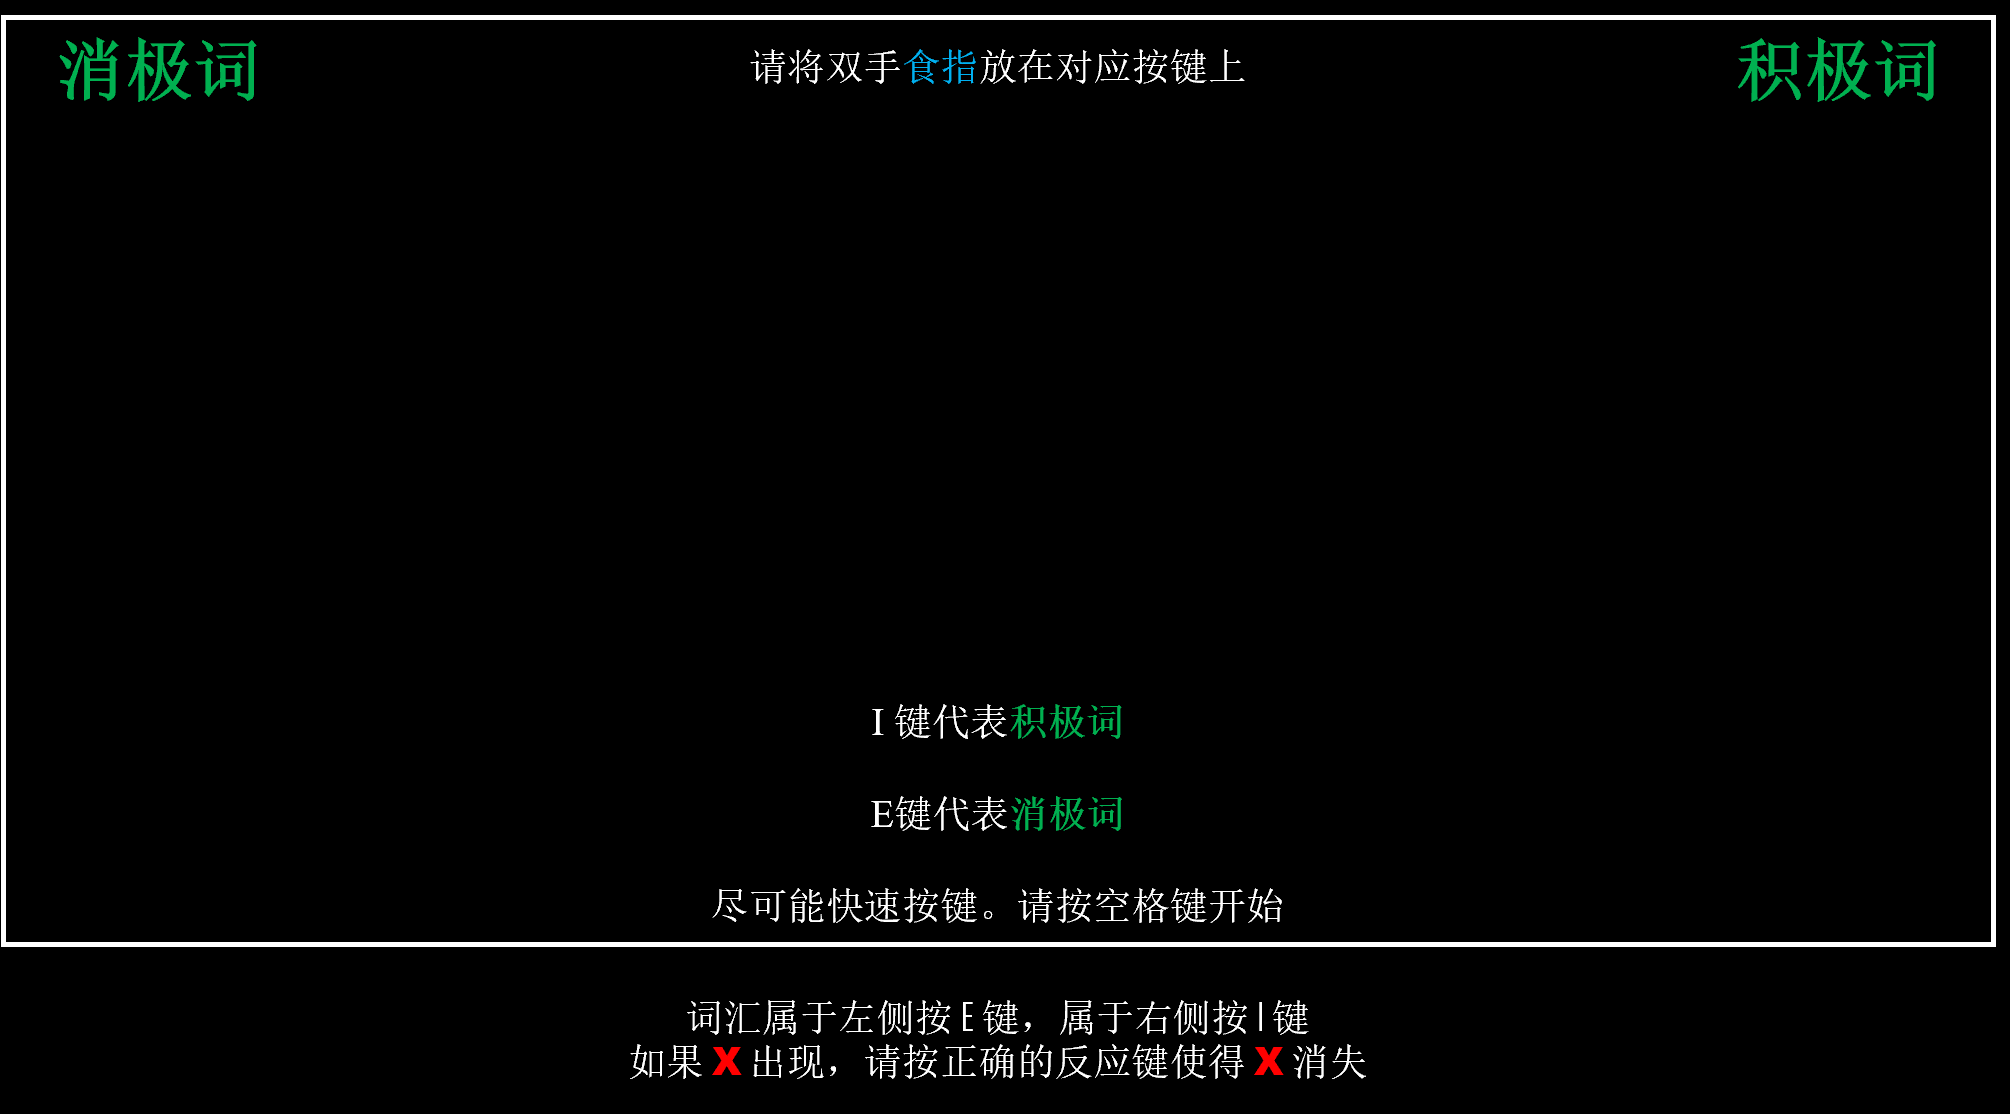 消极词
请将双手食指放在对应按键上
积极词
I 键代表积极词
E键代表消极词
尽可能快速按键。请按空格键开始
词汇属于左侧按E键，属于右侧按I键
如果 X 出现，请按正确的反应键使得 X 消失